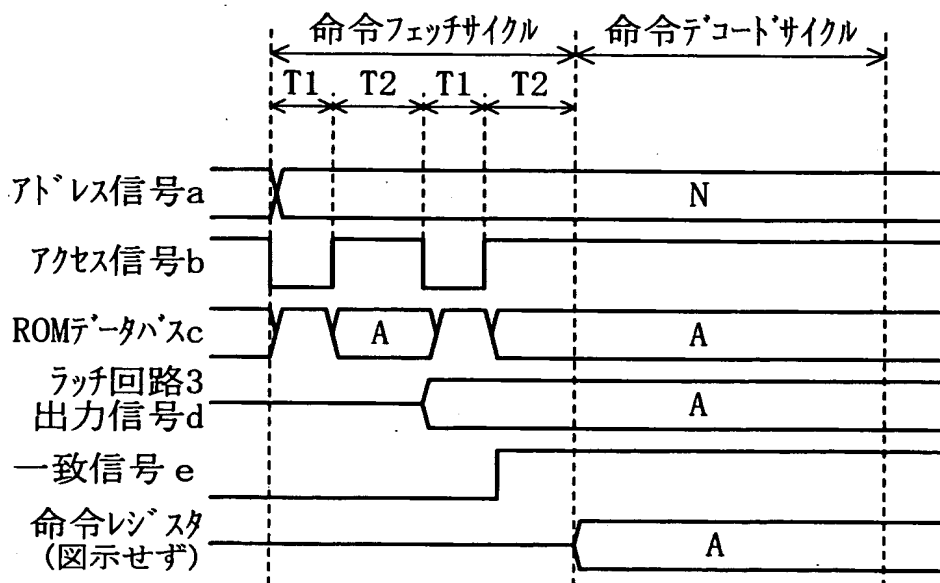 命令フェッチサイクル 命令デコードサイクル
T1 T2 T1 T2
アドレス信号a N
アクセス信号b
ROMデータバスc A A
ラッチ回路3
出力信号d A
一致信号e
命令レジスタ
(図示せず) A